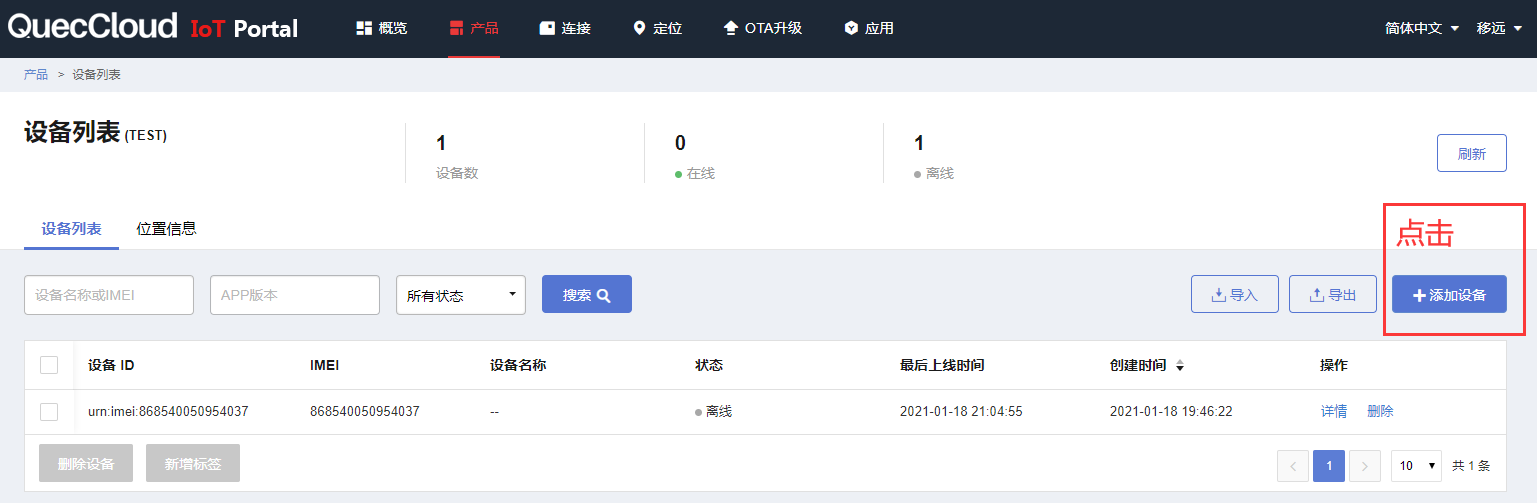 QuecCloud IoT Portal 概览 产品 连接 定位 OTA升级 应用 简体中文 移远
产品 > 设备列表
设备列表 (TEST)
1 0 1
设备数 在线 离线
刷新
设备列表 位置信息
点击
设备名称或IMEI APP版本 所有状态 搜索 导入 导出 添加设备
设备 ID IMEI 设备名称 状态 最后上线时间 创建时间 操作
urn:imei:868540050954037 868540050954037 -- 离线 2021-01-18 21:04:55 2021-01-18 19:46:22 详情 删除
删除设备 新增标签 < 1 > 10 共 1 条